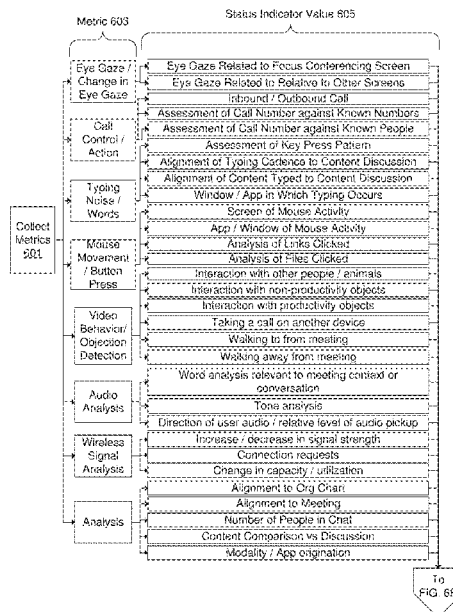 Metric 603
Status Indicator Value 605
Eye Gaze /
Change in
Eye Gaze
Call
Control /
Action
Typing
Noise /
Words
Mouse
Movement
/ Button
Press
Video
Behavior/
Objection
Detection
Audio
Analysis
Wireless
Signal
Analysis
Analysis
Collect
Metrics
601
Eye Gaze Related to Focus Conferencing Screen
Eye Gaze Related to Relative to Other Screens
Inbound / Outbound Call
Assessment of Call Number against Known Numbers
Assessment of Call Number against Known People
Assessment of Key Press Pattern
Alignment of Typing Cadence to Content Discussion
Alignment of Content Typed to Content Discussion
Window / App in Which Typing Occurs
Screen of Mouse Activity
App / Window of Mouse Activity
Analysis of Links Clicked
Analysis of Files Clicked
Interaction with other people / animals
Interaction with non-productivity objects
Interaction with productivity objects
Taking a call on another device
Walking to from meeting
Walking away from meeting
Word analysis relevant to meeting context or
conversation
Tone analysis
Direction of user audio / relative level of audio pickup
Increase / decrease in signal strength
Connection requests
Change in capacity / utilization
Alignment to Org Chart
Alignment to Meeting
Number of People in Chat
Content Comparison vs Discussion
Modality / App origination
To
FIG.